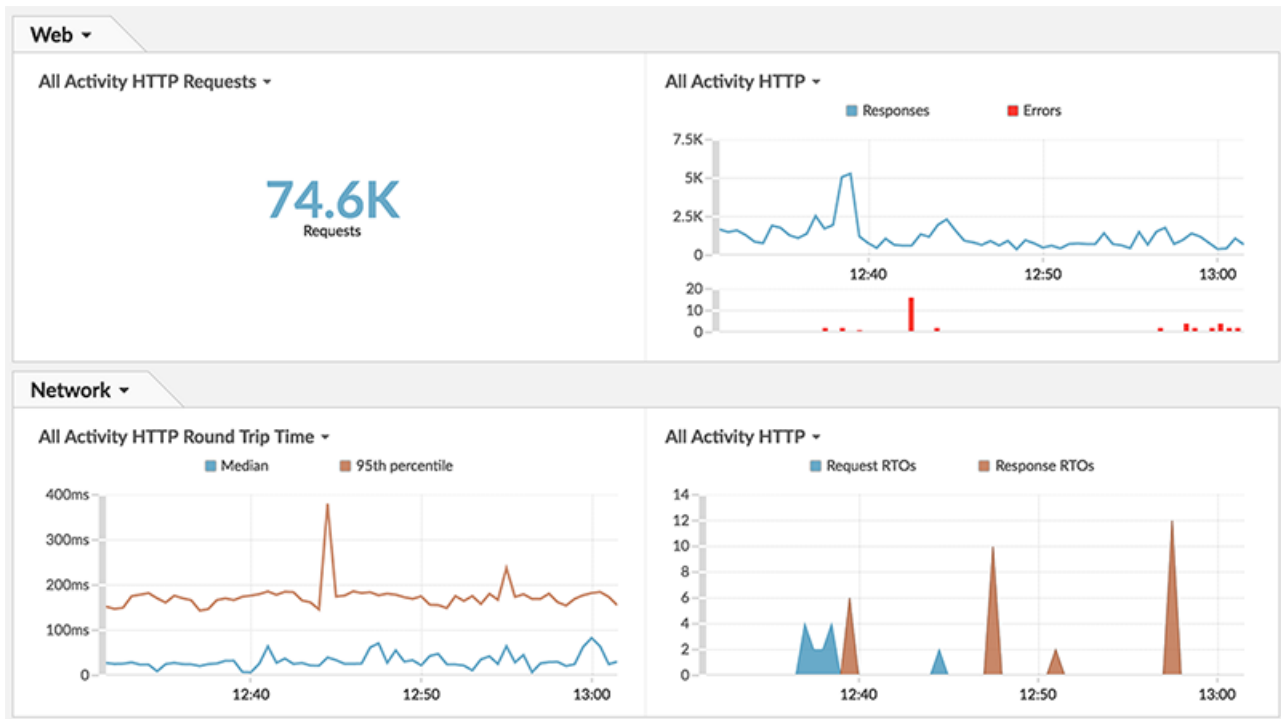 Web
All Activity HTTP Requests
74.6K
Requests
All Activity HTTP
Responses Errors
7.5K
5K
2.5K
0
12:40 12:50 13:00
20
10
0
Network
All Activity HTTP Round Trip Time
Median 95th percentile
400ms
300ms
200ms
100ms
0
12:40 12:50 13:00
All Activity HTTP
Request RTOs Response RTOs
14
12
10
8
6
4
2
0
12:40 12:50 13:00